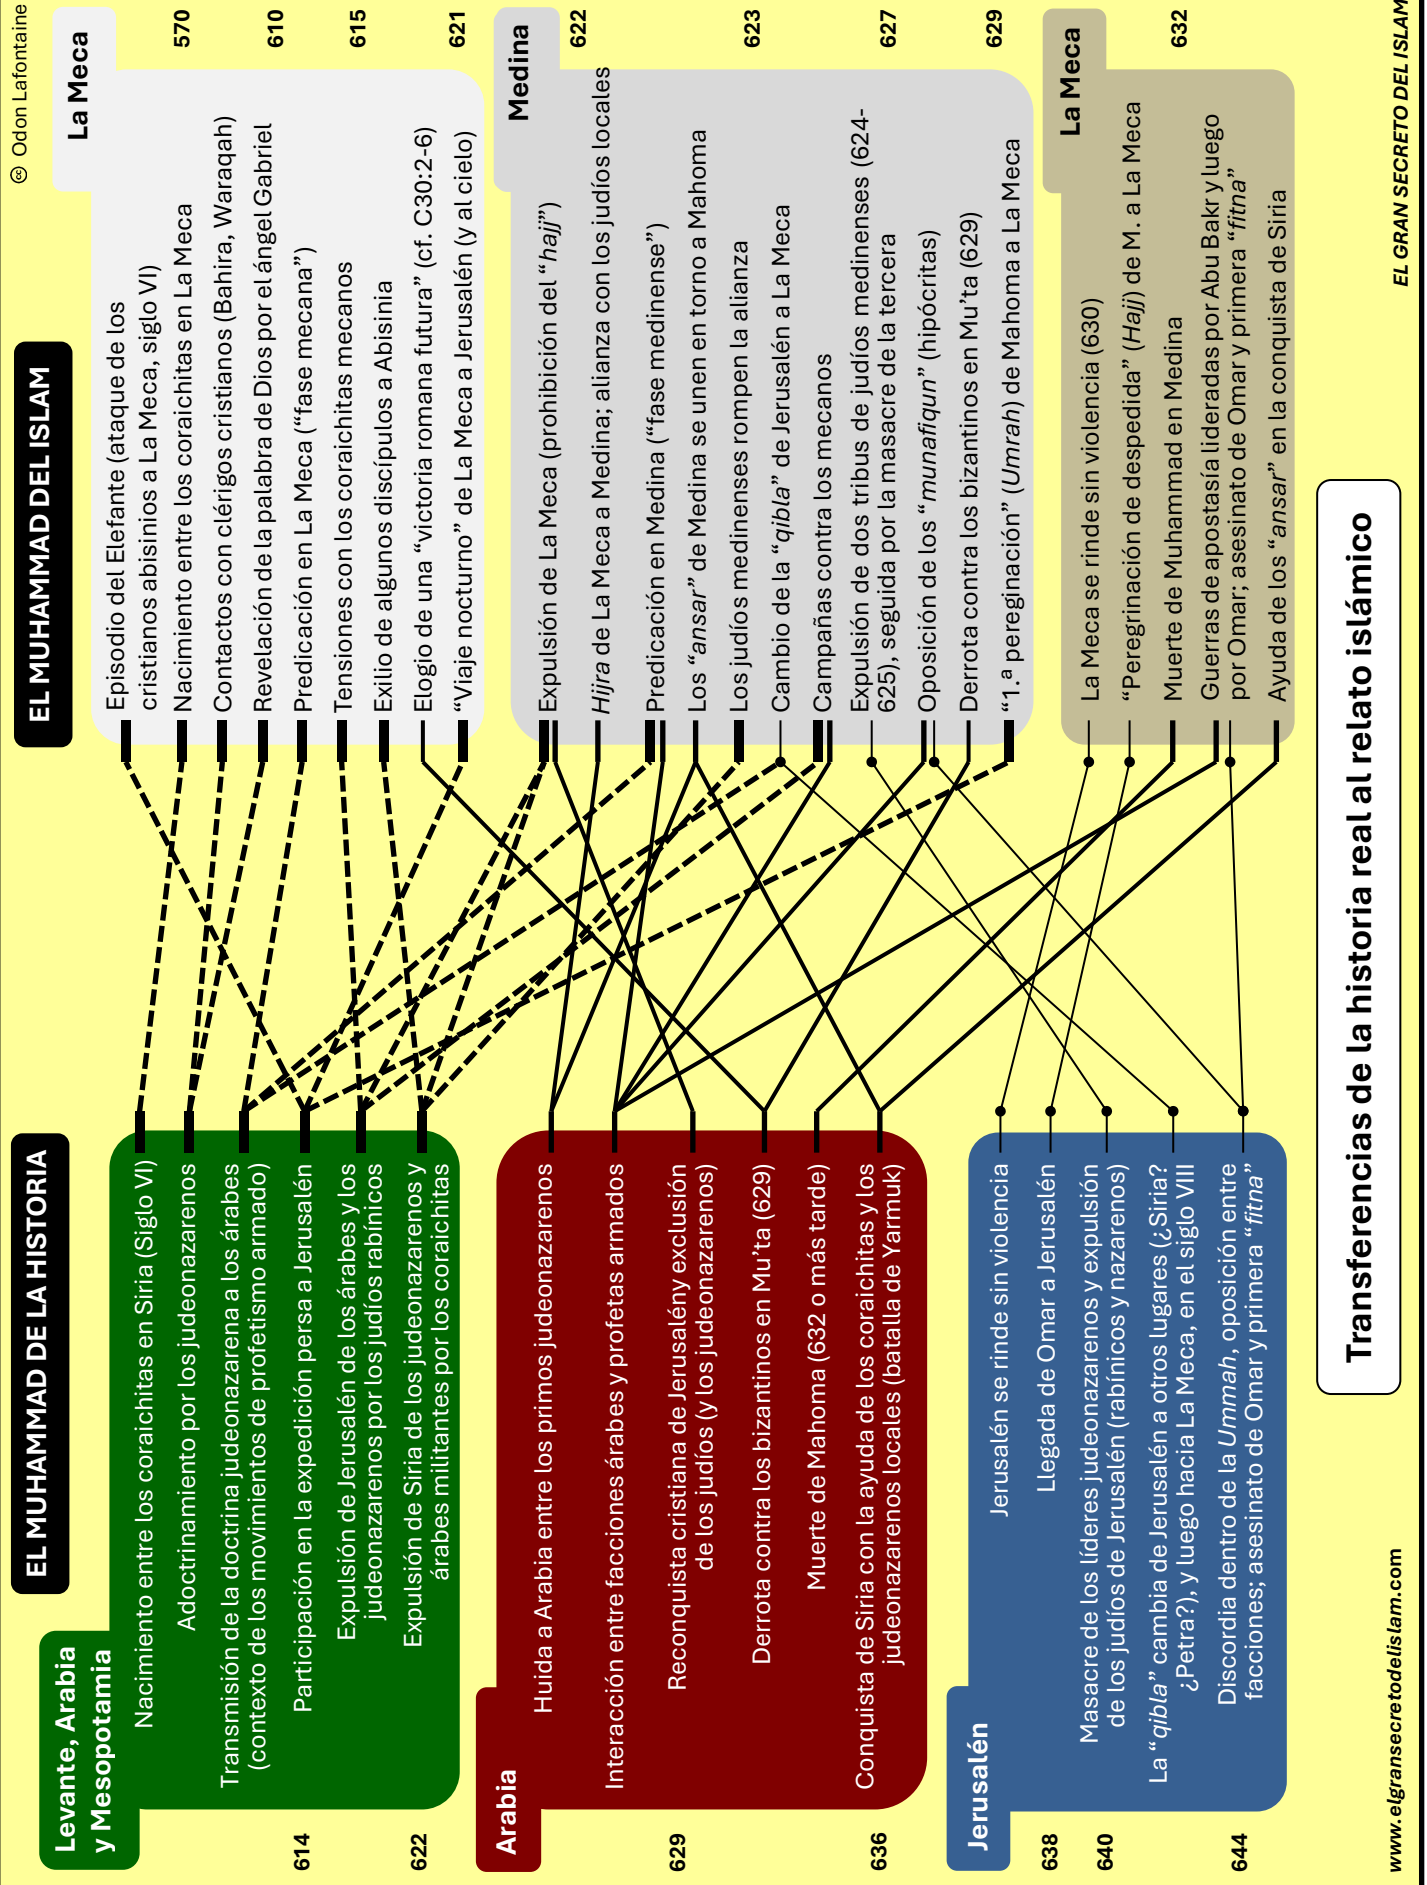 © Odon Lafontaine
EL MUHAMMAD DE LA HISTORIA
EL MUHAMMAD DEL ISLAM
Levante, Arabia
y Mesopotamia
Nacimiento entre los coraichitas en Siria (Siglo VI)
Adoctrinamiento por los judeonazarenos
Transmisión de la doctrina judeonazarena a los árabes
(contexto de los movimientos de profetismo armado)
614
Participación en la expedición persa a Jerusalén
Expulsión de Jerusalén de los árabes y los
judeonazarenos por los judíos rabínicos
622
Expulsión de Siria de los judeonazarenos y
árabes militantes por los coraichitas
Arabia
Huida a Arabia entre los primos judeonazarenos
Interacción entre facciones árabes y profetas armados
629
Reconquista cristiana de Jerusalény exclusión
de los judíos (y los judeonazarenos)
Derrota contra los bizantinos en Mu’ta (629)
Muerte de Mahoma (632 o más tarde)
636
Conquista de Siria con la ayuda de los coraichitas y los
judeonazarenos locales (batalla de Yarmuk)
Jerusalén
Jerusalén se rinde sin violencia
638
Llegada de Omar a Jerusalén
640
Masacre de los líderes judeonazarenos y expulsión
de los judíos de Jerusalén (rabínicos y nazarenos)
La “qibla” cambia de Jerusalén a otros lugares (¿Siria?
¿Petra?), y luego hacia La Meca, en el siglo VIII
644
Discordia dentro de la Ummah, oposición entre
facciones; asesinato de Omar y primera “fitna”
La Meca
Episodio del Elefante (ataque de los
cristianos abisinios a La Meca, siglo VI)
Nacimiento entre los coraichitas en La Meca
570
Contactos con clérigos cristianos (Bahira, Waraqah)
Revelación de la palabra de Dios por el ángel Gabriel
610
Predicación en La Meca (“fase mecana”)
Tensiones con los coraichitas mecanos
615
Exilio de algunos discípulos a Abisinia
Elogio de una “victoria romana futura” (cf. C30:2-6)
“Viaje nocturno” de La Meca a Jerusalén (y al cielo)
621
Medina
Expulsión de La Meca (prohibición del “hajj”)
622
Hijra de La Meca a Medina; alianza con los judíos locales
Predicación en Medina (“fase medinense”)
Los “ansar” de Medina se unen en torno a Mahoma
Los judíos medinenses rompen la alianza
623
Cambio de la “qibla” de Jerusalén a La Meca
Campañas contra los mecanos
Expulsión de dos tribus de judíos medinenses (624-
625), seguida por la masacre de la tercera
627
Oposición de los “munafiqun” (hipócritas)
Derrota contra los bizantinos en Mu’ta (629)
629
“1.ª peregrinación” (Umrah) de Mahoma a La Meca
La Meca
La Meca se rinde sin violencia (630)
“Peregrinación de despedida” (Hajj) de M. a La Meca
Muerte de Muhammad en Medina
632
Guerras de apostasía lideradas por Abu Bakr y luego
por Omar; asesinato de Omar y primera “fitna”
Ayuda de los “ansar” en la conquista de Siria
Transferencias de la historia real al relato islámico
www.elgransecretodelislam.com
EL GRAN SECRETO DEL ISLAM